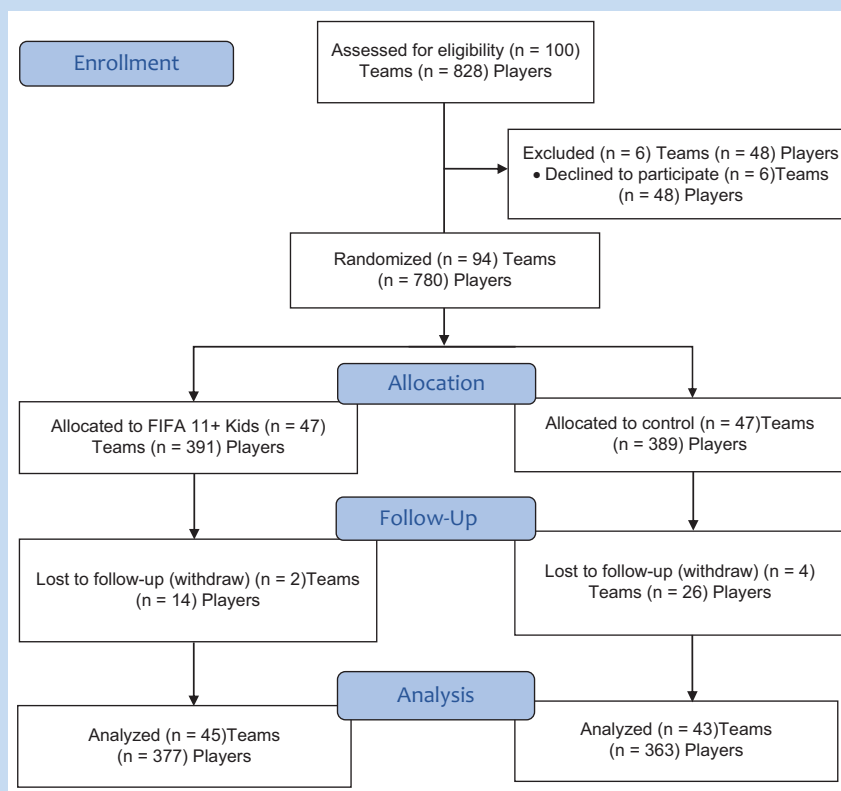 Enrollment
Assessed for eligibility (n = 100)
Teams (n = 828) Players
Excluded (n = 6) Teams (n = 48) Players
• Declined to participate (n = 6)Teams
(n = 48) Players
Randomized (n = 94) Teams
(n = 780) Players
Allocation
Allocated to FIFA 11+ Kids (n = 47)
Teams (n = 391) Players
Allocated to control (n = 47)Teams
(n = 389) Players
Follow-Up
Lost to follow-up (withdraw) (n = 2)Teams
(n = 14) Players
Lost to follow-up (withdraw) (n = 4)
Teams (n = 26) Players
Analysis
Analyzed (n = 45)Teams
(n = 377) Players
Analyzed (n = 43)Teams
(n = 363) Players